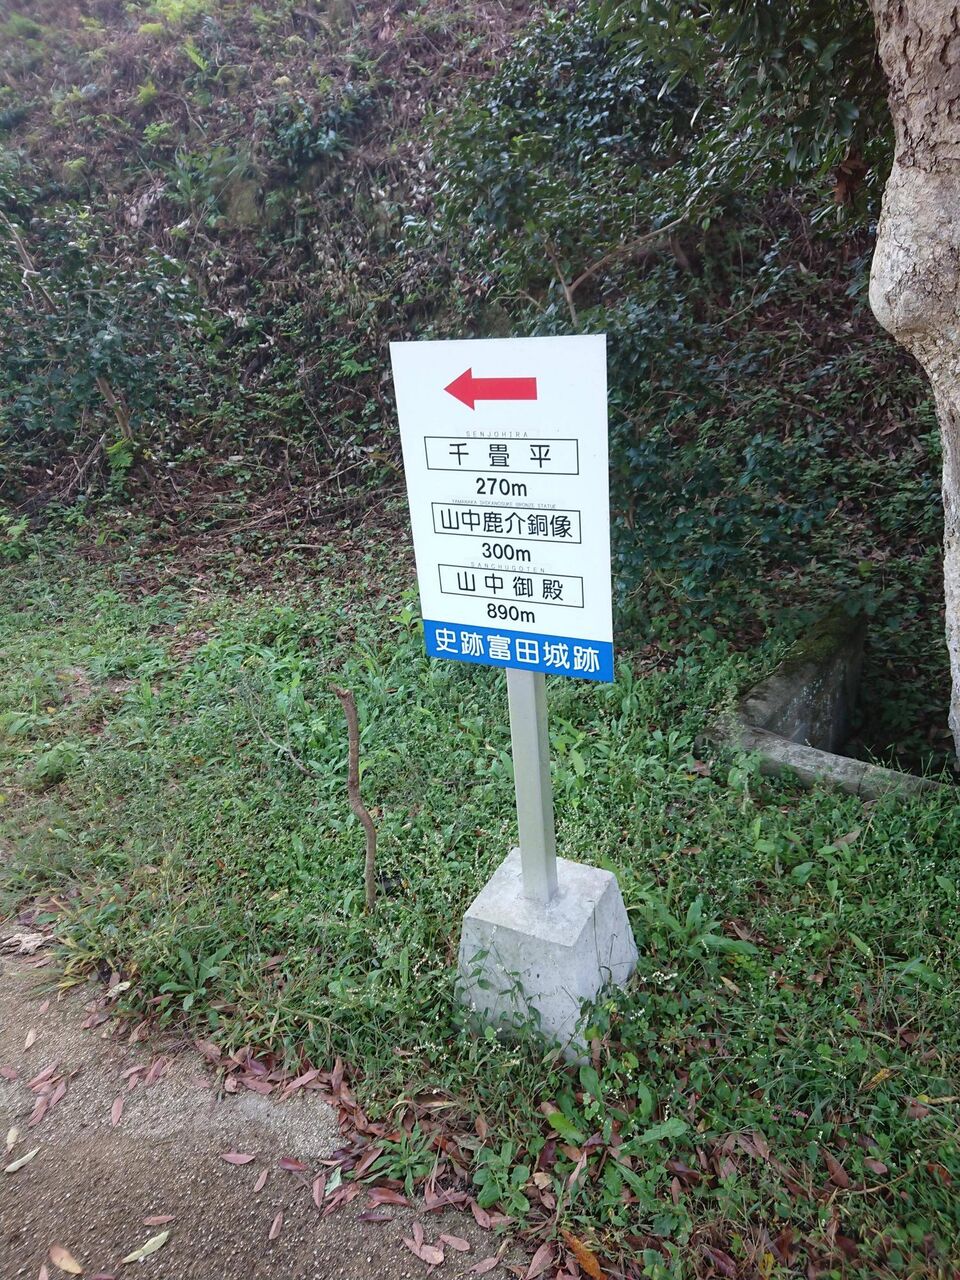 SENJOHIRA
千畳平
270m
YAMANAKA SHIKANOSUKE BRONZE STATUE
山中鹿介銅像
300m
SANCHUGOTEN
山中御殿
890m
史跡富田城跡